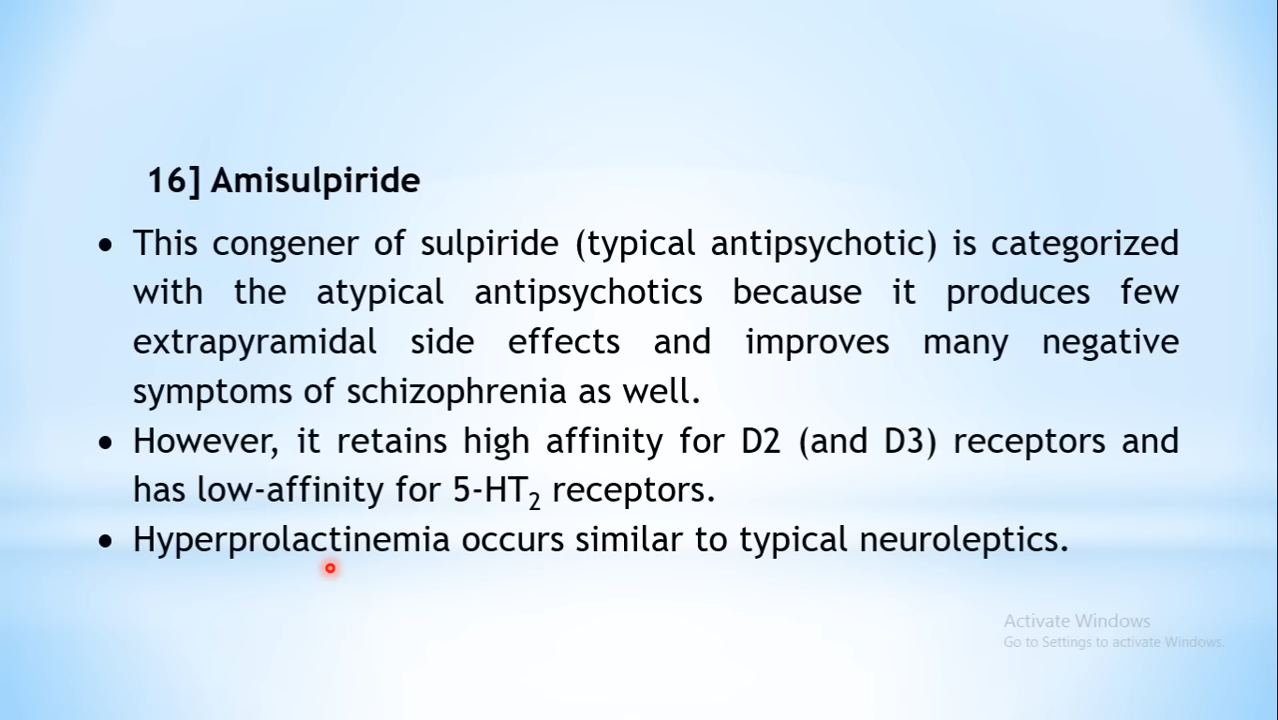 16] Amisulpiride
• This congener of sulpiride (typical antipsychotic) is categorized
with the atypical antipsychotics because it produces few
extrapyramidal side effects and improves many negative
symptoms of schizophrenia as well.
• However, it retains high affinity for D2 (and D3) receptors and
has low-affinity for 5-HT₂ receptors.
• Hyperprolactinemia occurs similar to typical neuroleptics.
Activate Windows
Go to Settings to activate Windows.